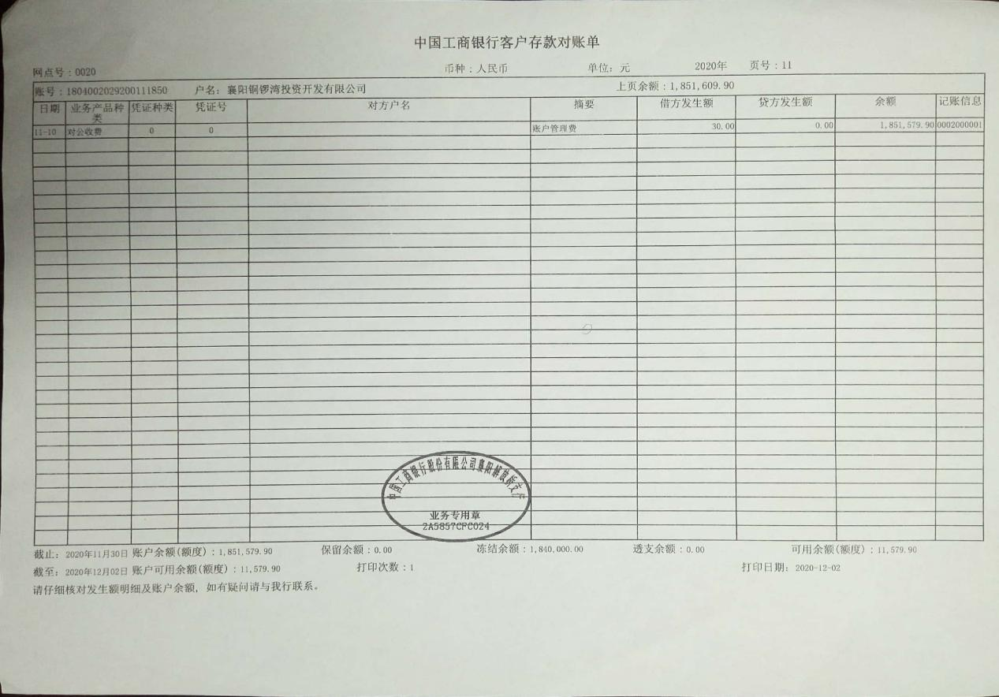 中国工商银行客户存款对账单
网点号：0020 币种：人民币 单位：元 2020年 页号：11
账号：1804002029200111850 户名：襄阳铜锣湾投资开发有限公司 上页余额：1,851,609.90
日期 业务产品种类 凭证种类 凭证号 对方户名 摘要 借方发生额 贷方发生额 余额 记账信息
11-10 对公收费 0 0 账户管理费 30.00 0.00 1,851,579.90 0002000001
中国工商银行股份有限公司襄阳解放桥支行
业务专用章
2A5857CFC024
截止：2020年11月30日 账户余额(额度)：1,851,579.90 保留余额：0.00 冻结余额：1,840,000.00 透支余额：0.00 可用余额(额度)：11,579.90
截至：2020年12月02日 账户可用余额(额度)：11,579.90 打印次数：1 打印日期：2020-12-02
请仔细核对发生额明细及账户余额，如有疑问请与我行联系。